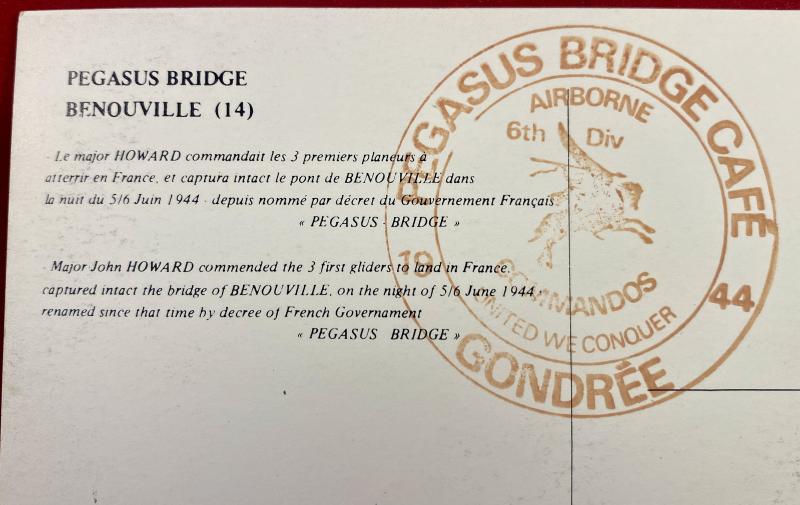 PEGASUS BRIDGE
BENOUVILLE (14)
- Le major HOWARD commandait les 3 premiers planeurs à
atterrir en France, et captura intact le pont de BENOUVILLE dans
la nuit du 5/6 Juin 1944 - depuis nommé par décret du Gouvernement Français.
« PEGASUS - BRIDGE »
- Major John HOWARD commended the 3 first gliders to land in France,
captured intact the bridge of BENOUVILLE, on the night of 5/6 June 1944 -
renamed since that time by decree of French Governament
« PEGASUS BRIDGE »
PEGASUS BRIDGE CAFÉ
AIRBORNE
6th Div
19 44
COMMANDOS
UNITED WE CONQUER
GONDRÉE